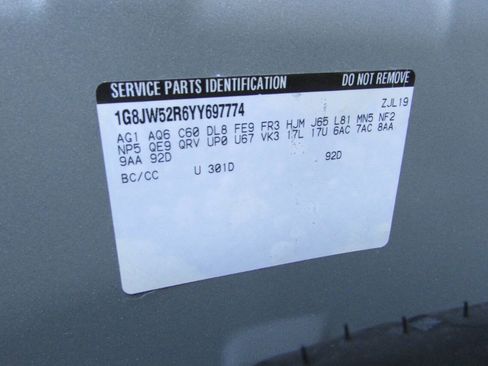 SERVICE PARTS IDENTIFICATION DO NOT REMOVE
1G8JW52R6YY697774 ZJL19
AG1 AQ6 C60 DL8 FE9 FR3 HJM J65 L81 MN5 NF2
NP5 QE9 QRV UP0 U67 VK3 17L 17U 6AC 7AC 8AA
9AA 92D
BC/CC U 301D 92D